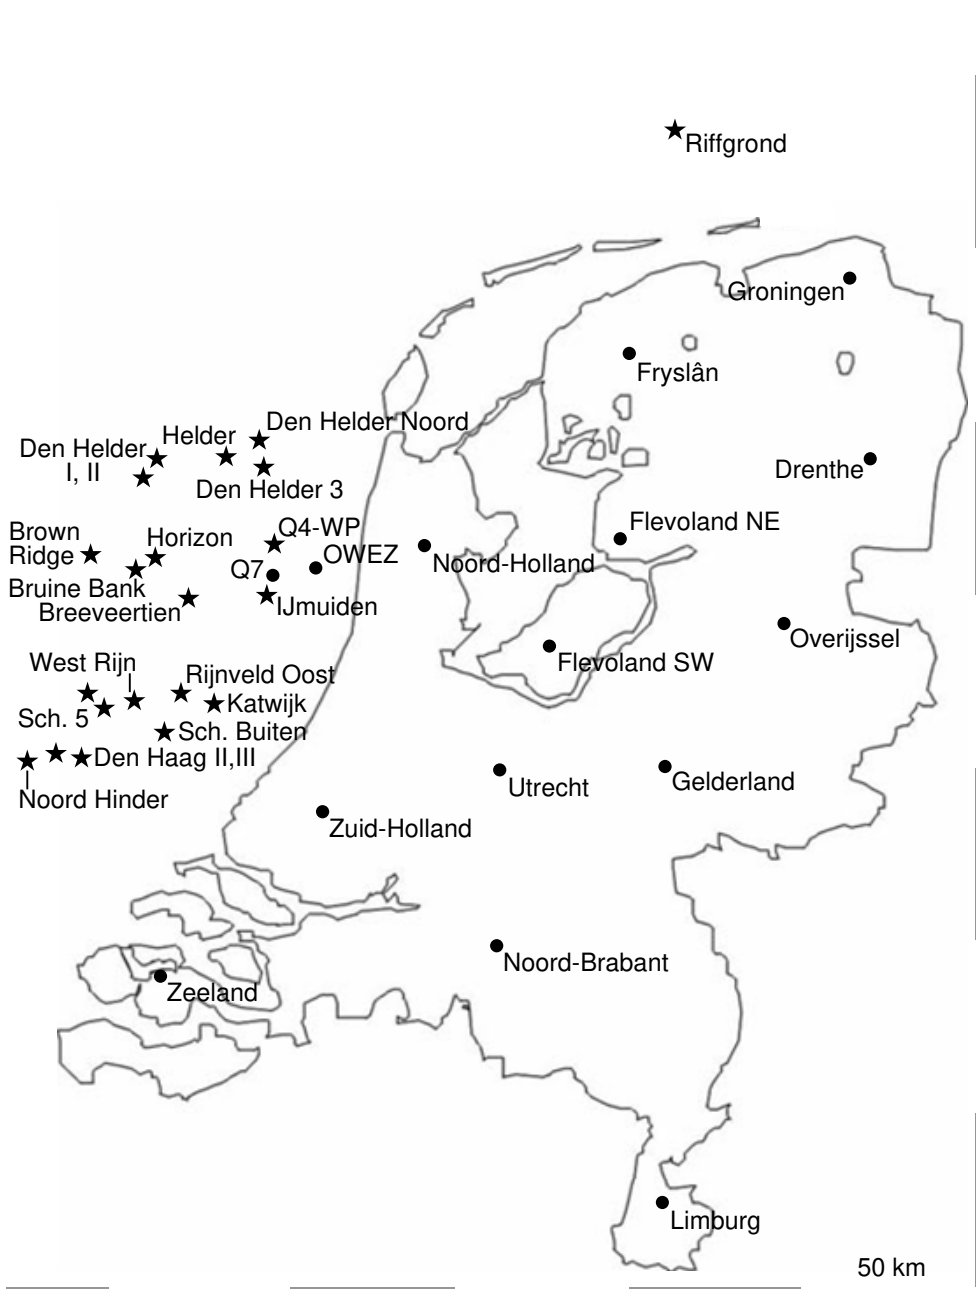 Riffgrond
Groningen
Fryslân
Den Helder Noord
Helder
Den Helder
I, II
Drenthe
Den Helder 3
Q4-WP
Flevoland NE
Brown
Ridge
Horizon
OWEZ
Noord-Holland
Q7
Bruine Bank
IJmuiden
Breeveertien
Overijssel
Flevoland SW
West Rijn
Rijnveld Oost
Katwijk
Sch. 5
Sch. Buiten
Den Haag II,III
Noord Hinder
Utrecht
Gelderland
Zuid-Holland
Noord-Brabant
Zeeland
Limburg
50 km